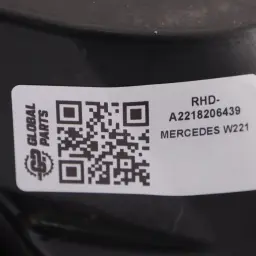 GLOBAL
PARTS
RHD-
A2218206439
MERCEDES W221